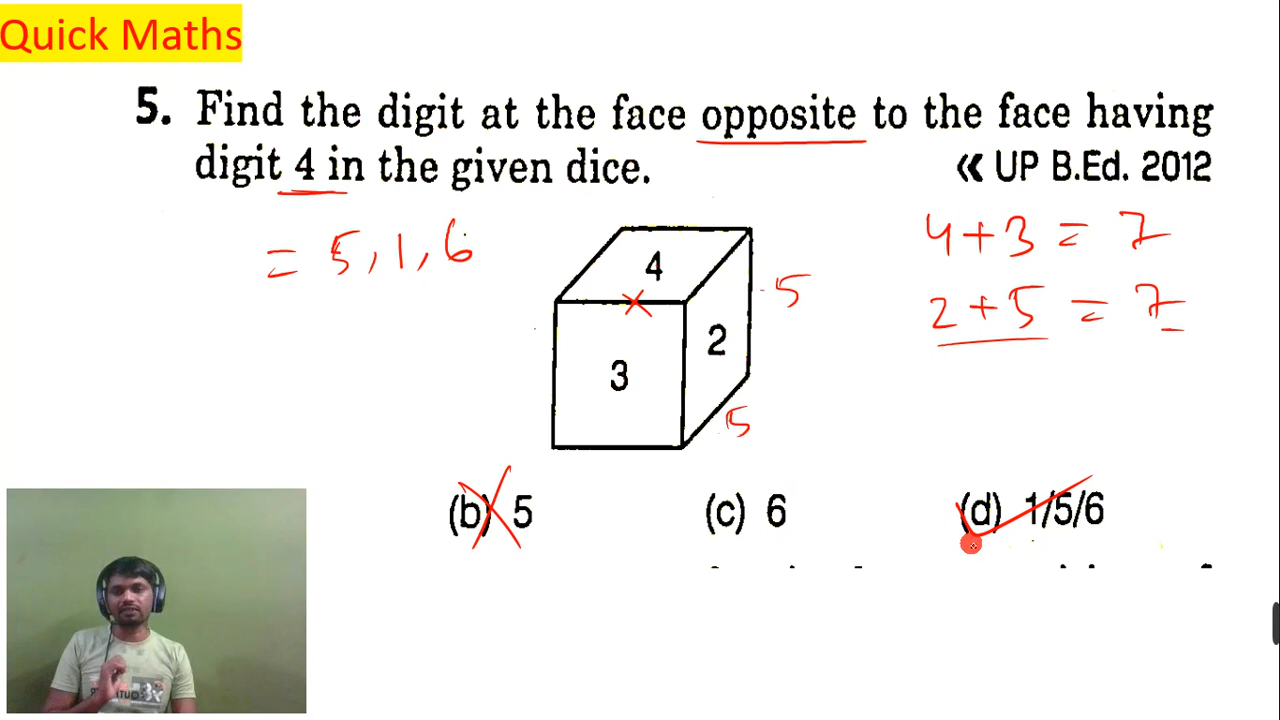 Quick Maths
5. Find the digit at the face opposite to the face having
digit 4 in the given dice. « UP B.Ed. 2012
= 5, 1, 6
4 + 3 = 7
2 + 5 = 7
4
5
2
3
5
(b) 5 (c) 6 (d) 1/5/6